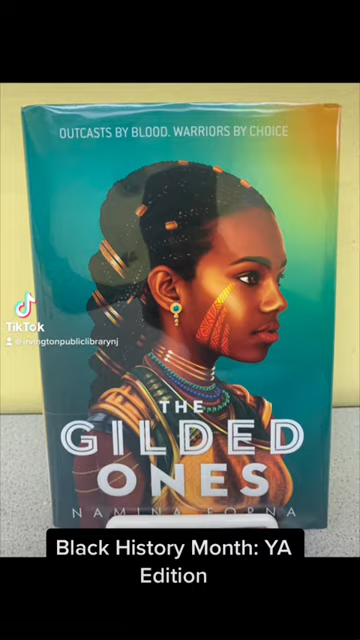 OUTCASTS BY BLOOD. WARRIORS BY CHOICE
TikTok
@irvingtonpubliclibrarynj
THE
GILDED
ONES
NAMINA FORNA
Black History Month: YA
Edition